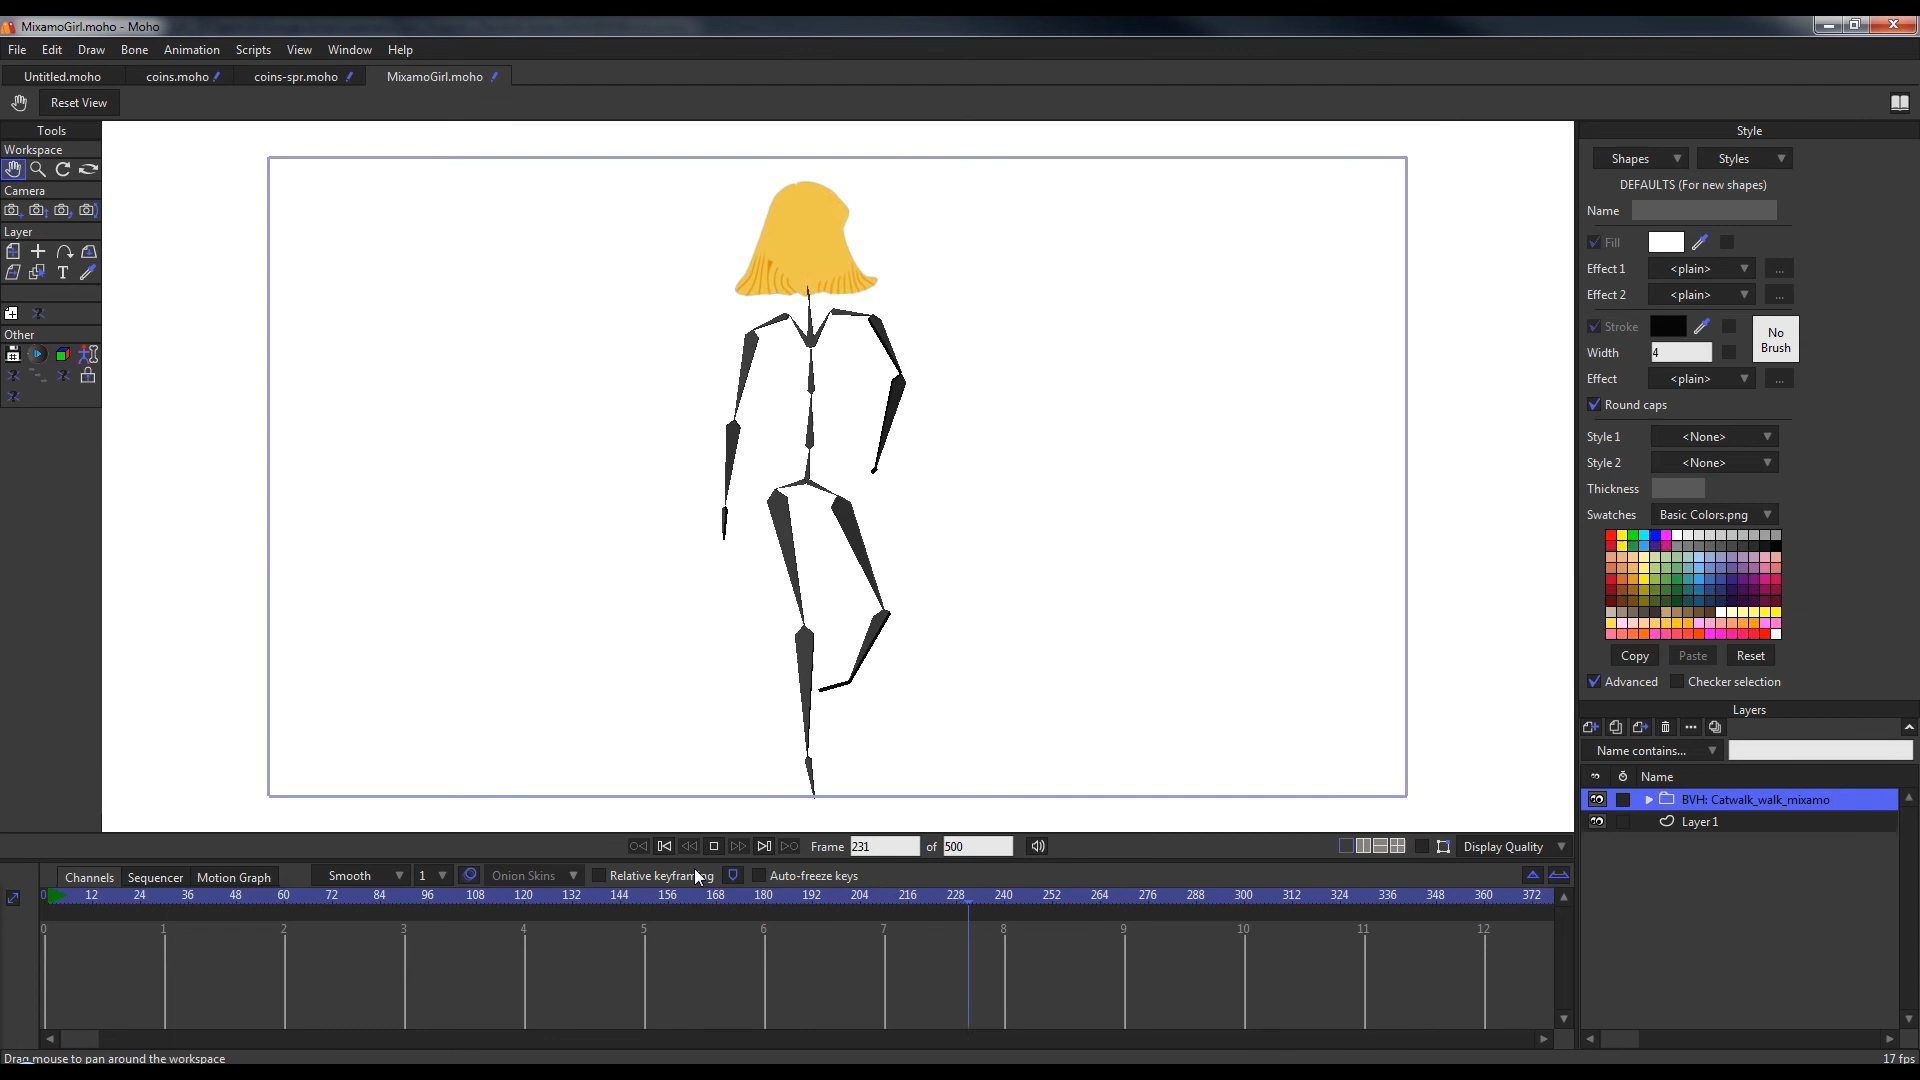 MixamoGirl.moho - Moho
File Edit Draw Bone Animation Scripts View Window Help
Untitled.moho coins.moho coins-spr.moho MixamoGirl.moho
Reset View
Tools
Workspace
Camera
Layer
T
Other
Style
Shapes Styles
DEFAULTS (For new shapes)
Name
Fill
Effect 1 <plain> ...
Effect 2 <plain> ...
Stroke
No
Brush
Width 4
Effect <plain> ...
Round caps
Style 1 <None>
Style 2 <None>
Thickness
Swatches Basic Colors.png
Copy Paste Reset
Advanced Checker selection
Layers
Name contains...
Name
BVH: Catwalk_walk_mixamo
Layer 1
Frame 231 of 500 Display Quality
Channels Sequencer Motion Graph Smooth 1 Onion Skins Relative keyframing Auto-freeze keys
0 12 24 36 48 60 72 84 96 108 120 132 144 156 168 180 192 204 216 228 240 252 264 276 288 300 312 324 336 348 360 372
0 1 2 3 4 5 6 7 8 9 10 11 12
Drag mouse to pan around the workspace 17 fps